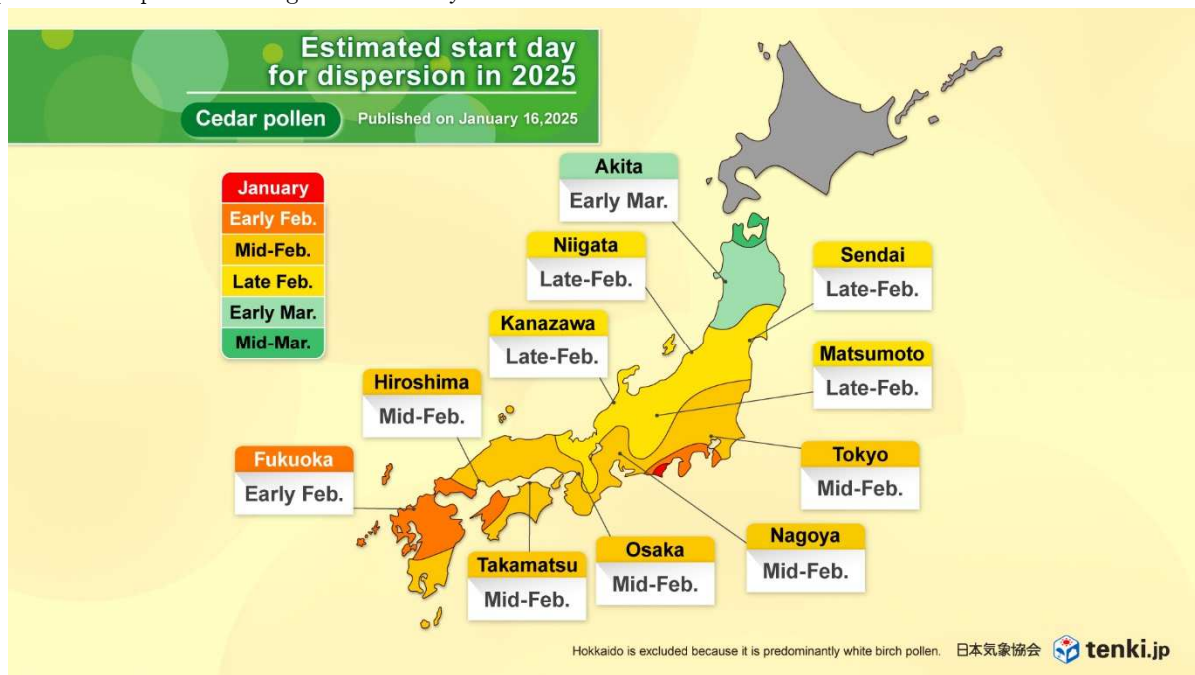 Estimated start day
for dispersion in 2025
Cedar pollen
Published on January 16,2025
January
Early Feb.
Mid-Feb.
Late Feb.
Early Mar.
Mid-Mar.
Akita
Early Mar.
Niigata
Late-Feb.
Sendai
Late-Feb.
Kanazawa
Late-Feb.
Matsumoto
Late-Feb.
Hiroshima
Mid-Feb.
Tokyo
Mid-Feb.
Fukuoka
Early Feb.
Nagoya
Mid-Feb.
Osaka
Mid-Feb.
Takamatsu
Mid-Feb.
Hokkaido is excluded because it is predominantly white birch pollen.
日本気象協会 tenki.jp